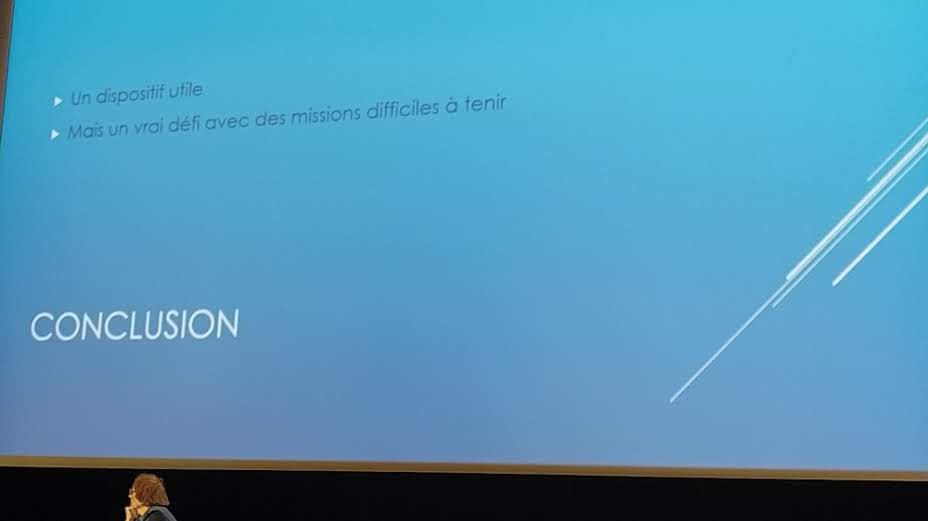 Un dispositif utile
Mais un vrai défi avec des missions difficiles à tenir
CONCLUSION